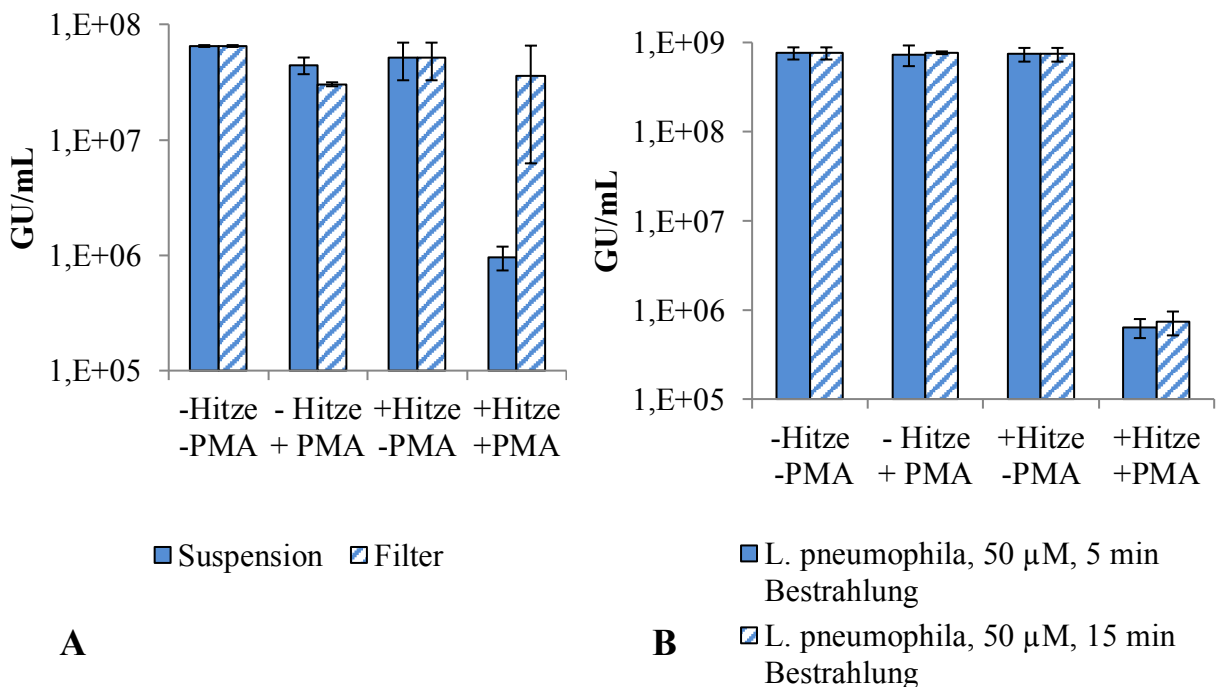 1,E+08
1,E+07
1,E+06
1,E+05
GU/mL
-Hitze - Hitze +Hitze +Hitze
-PMA + PMA -PMA +PMA
Suspension Filter
A
1,E+09
1,E+08
1,E+07
1,E+06
1,E+05
GU/mL
-Hitze - Hitze +Hitze +Hitze
-PMA + PMA -PMA +PMA
L. pneumophila, 50 µM, 5 min
Bestrahlung
L. pneumophila, 50 µM, 15 min
Bestrahlung
B